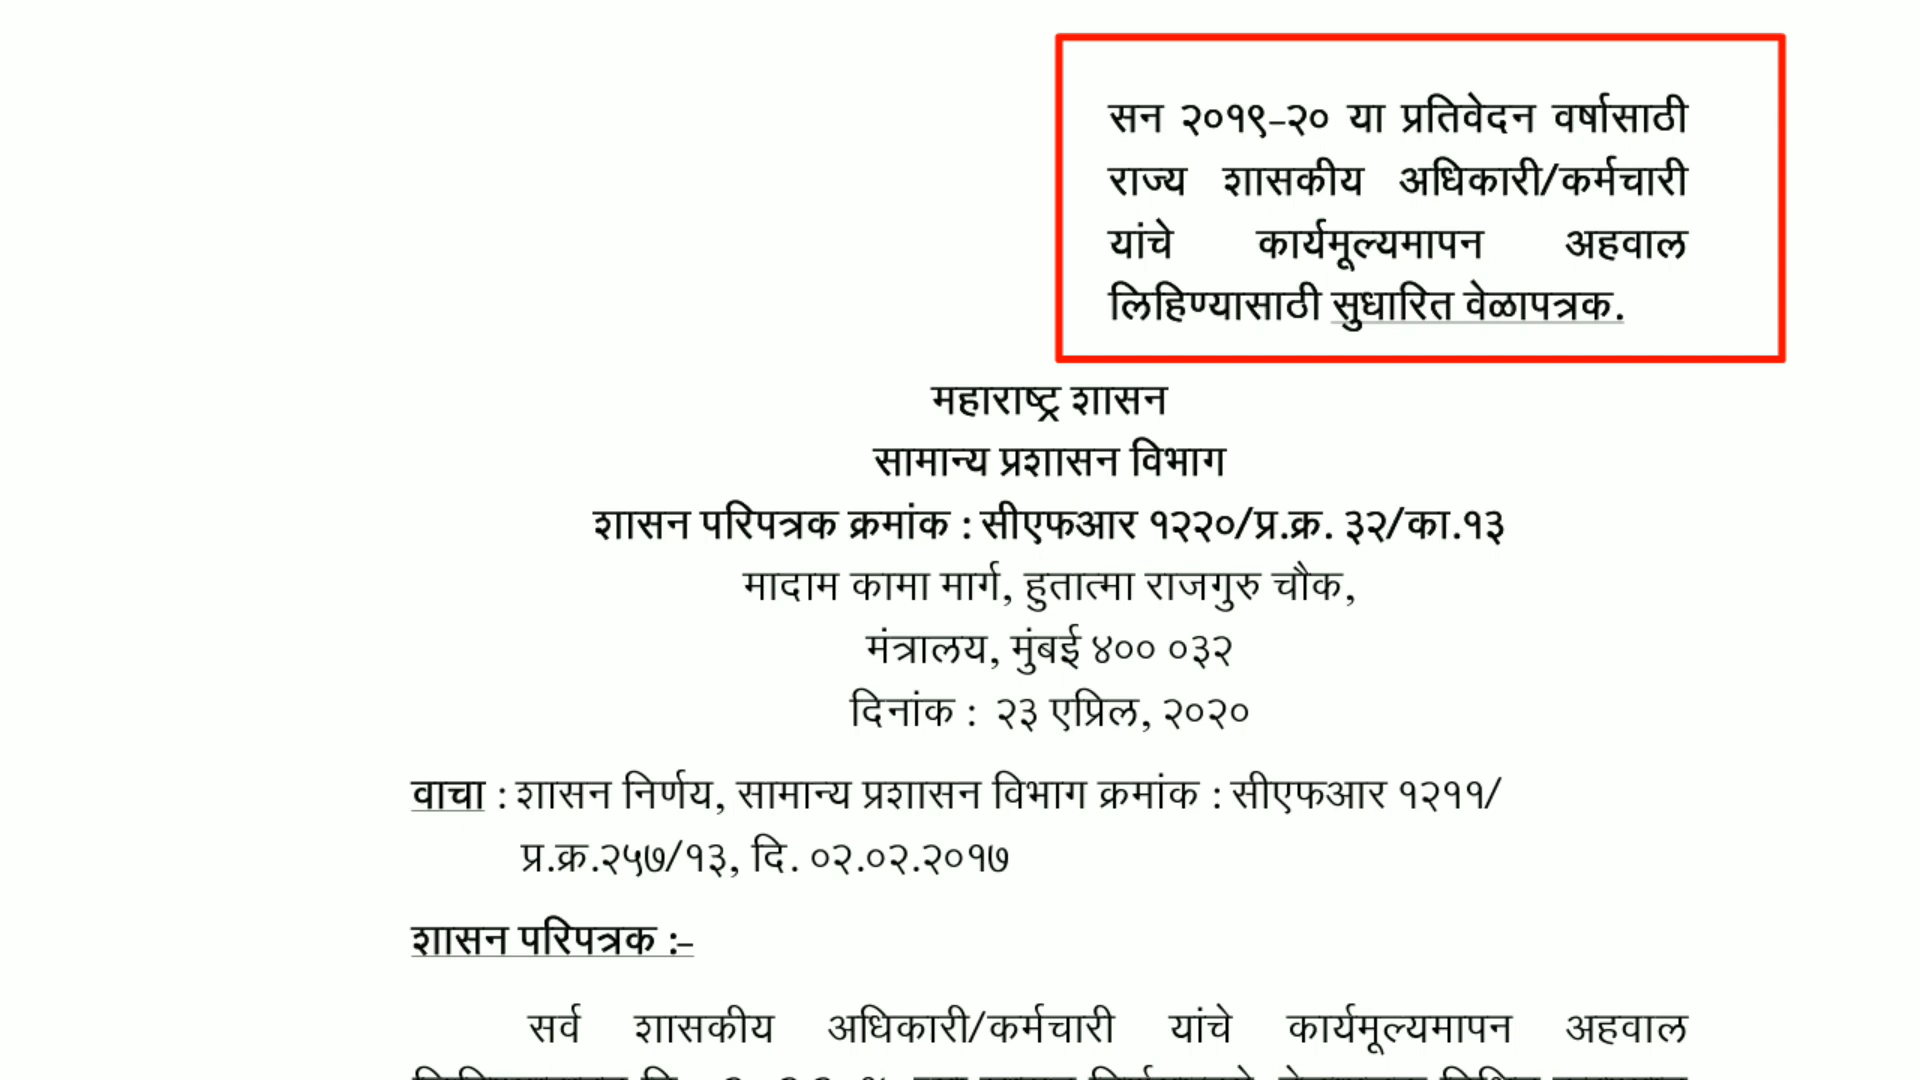 सन २०१९–२० या प्रतिवेदन वर्षासाठी
राज्य शासकीय अधिकारी/कर्मचारी
यांचे कार्यमूल्यमापन अहवाल
लिहिण्यासाठी सुधारित वेळापत्रक.
महाराष्ट्र शासन
सामान्य प्रशासन विभाग
शासन परिपत्रक क्रमांक : सीएफआर १२२०/प्र.क्र. ३२/का.१३
मादाम कामा मार्ग, हुतात्मा राजगुरु चौक,
मंत्रालय, मुंबई ४०० ०३२
दिनांक : २३ एप्रिल, २०२०
वाचा : शासन निर्णय, सामान्य प्रशासन विभाग क्रमांक : सीएफआर १२११/
प्र.क्र.२५७/१३, दि. ०२.०२.२०१७
शासन परिपत्रक :–
सर्व शासकीय अधिकारी/कर्मचारी यांचे कार्यमूल्यमापन अहवाल